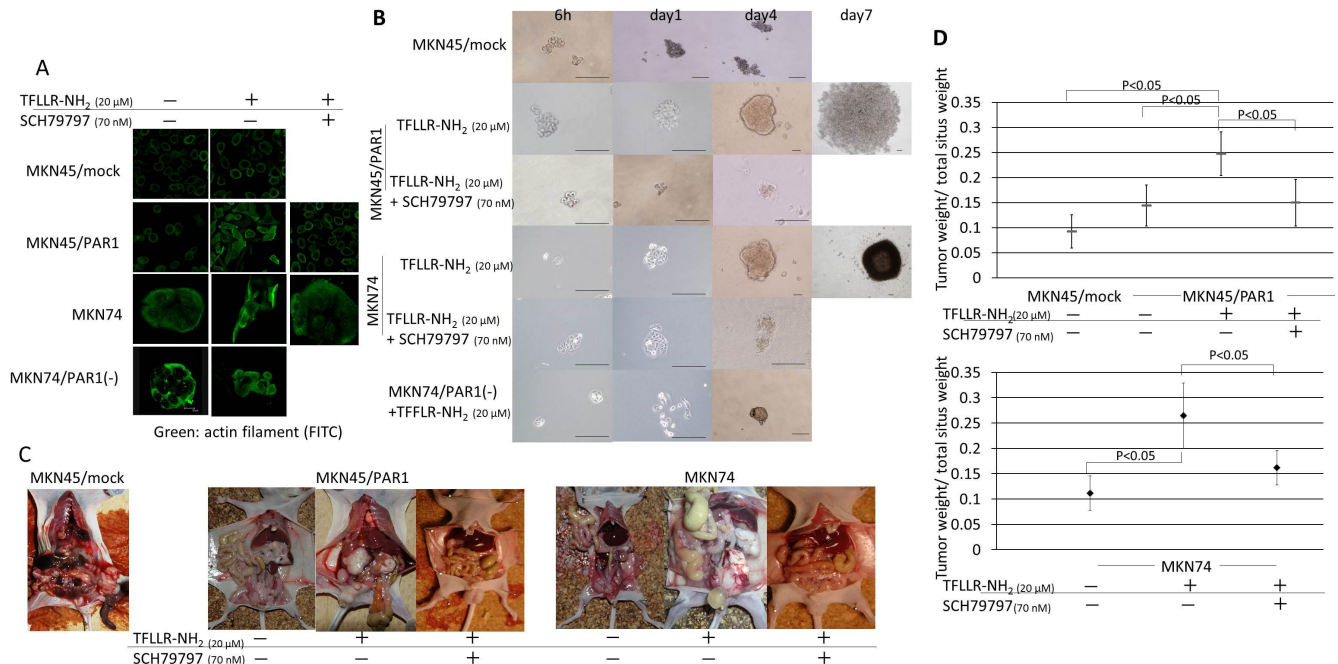 A
TFLLR-NH2 (20 μM) — + +
SCH79797 (70 nM) — — +
MKN45/mock
MKN45/PAR1
MKN74
MKN74/PAR1(-)
Green: actin filament (FITC)
B
6h day1 day4 day7
MKN45/mock
MKN45/PAR1
TFLLR-NH2 (20 μM)
TFLLR-NH2 (20 μM)
+ SCH79797 (70 nM)
MKN74
TFLLR-NH2 (20 μM)
TFLLR-NH2 (20 μM)
+ SCH79797 (70 nM)
MKN74/PAR1(-)
+TFFLR-NH2 (20 μM)
C
MKN45/mock MKN45/PAR1 MKN74
TFLLR-NH2 (20 μM) — + + — + +
SCH79797 (70 nM) — — + — — +
D
Tumor weight/ total situs weight
P<0.05
P<0.05
P<0.05
0.35
0.3
0.25
0.2
0.15
0.1
0.05
0
MKN45/mock MKN45/PAR1
TFLLR-NH2(20 μM) — — + +
SCH79797(70 nM) — — — +
Tumor weight/ total situs weight
P<0.05
P<0.05
0.35
0.3
0.25
0.2
0.15
0.1
0.05
0
MKN74
TFLLR-NH2 (20 μM) — + +
SCH79797(70 nM) — — +